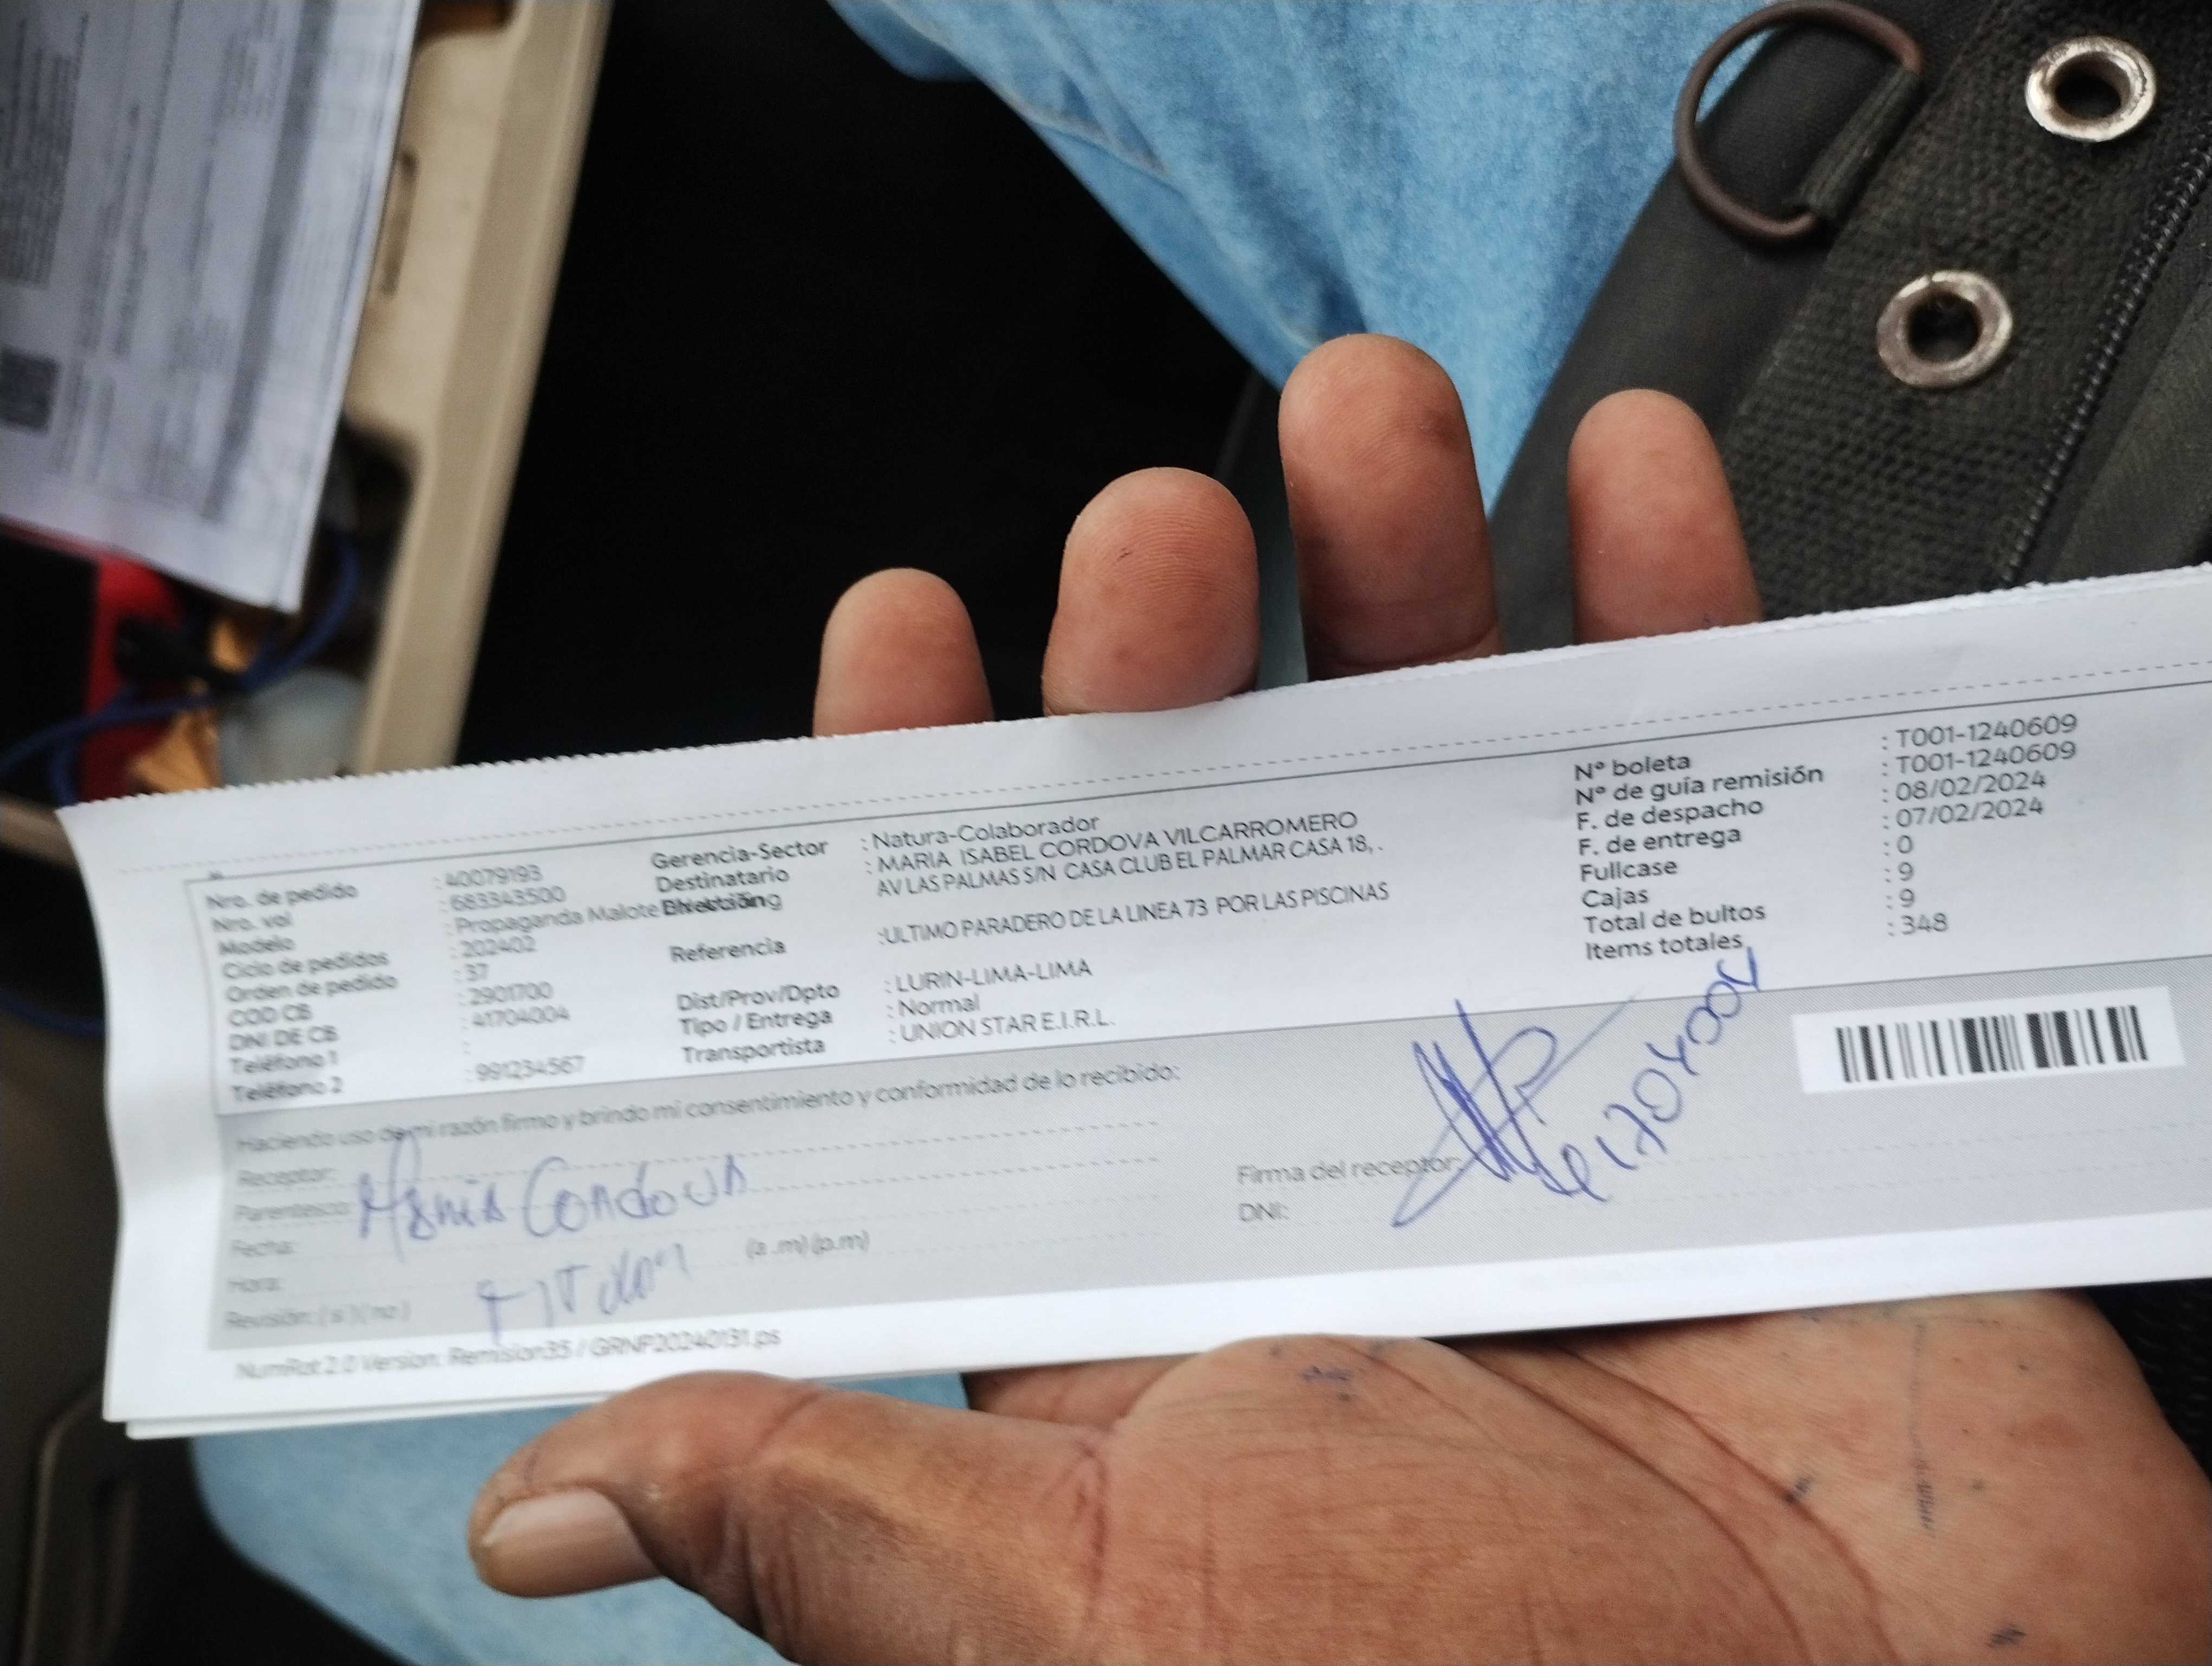 Nro. de pedido : 40079193
Nro. vol : 683343500
Modelo : Propaganda Malote
Ciclo de pedidos : 202402
Orden de pedido : 37
COD CB : 2901700
DNI DE CB : 41704004
Teléfono 1 :
Teléfono 2 : 991234567
Gerencia-Sector : Natura-Colaborador
Destinatario : MARIA ISABEL CORDOVA VILCARROMERO
Dirección AV LAS PALMAS S/N CASA CLUB EL PALMAR CASA 18, .
Referencia :ULTIMO PARADERO DE LA LINEA 73 POR LAS PISCINAS
Dist/Prov/Dpto : LURIN-LIMA-LIMA
Tipo / Entrega : Normal
Transportista : UNION STAR E.I.R.L.
Nº boleta : T001-1240609
Nº de guía remisión : T001-1240609
F. de despacho : 08/02/2024
F. de entrega : 07/02/2024
Fullcase : 0
Cajas : 9
Total de bultos : 9
Items totales : 348
Haciendo uso de mi razón firmo y brindo mi consentimiento y conformidad de lo recibido:
Receptor:
Parentesco: Maria Cordova
Fecha:
Hora: (a .m) (p.m)
Revisión: ( si ) ( no )
Firma del receptor:
DNI: 41704004
NumRot 2.0 Version: Remision35 / GRNF20240131.ps